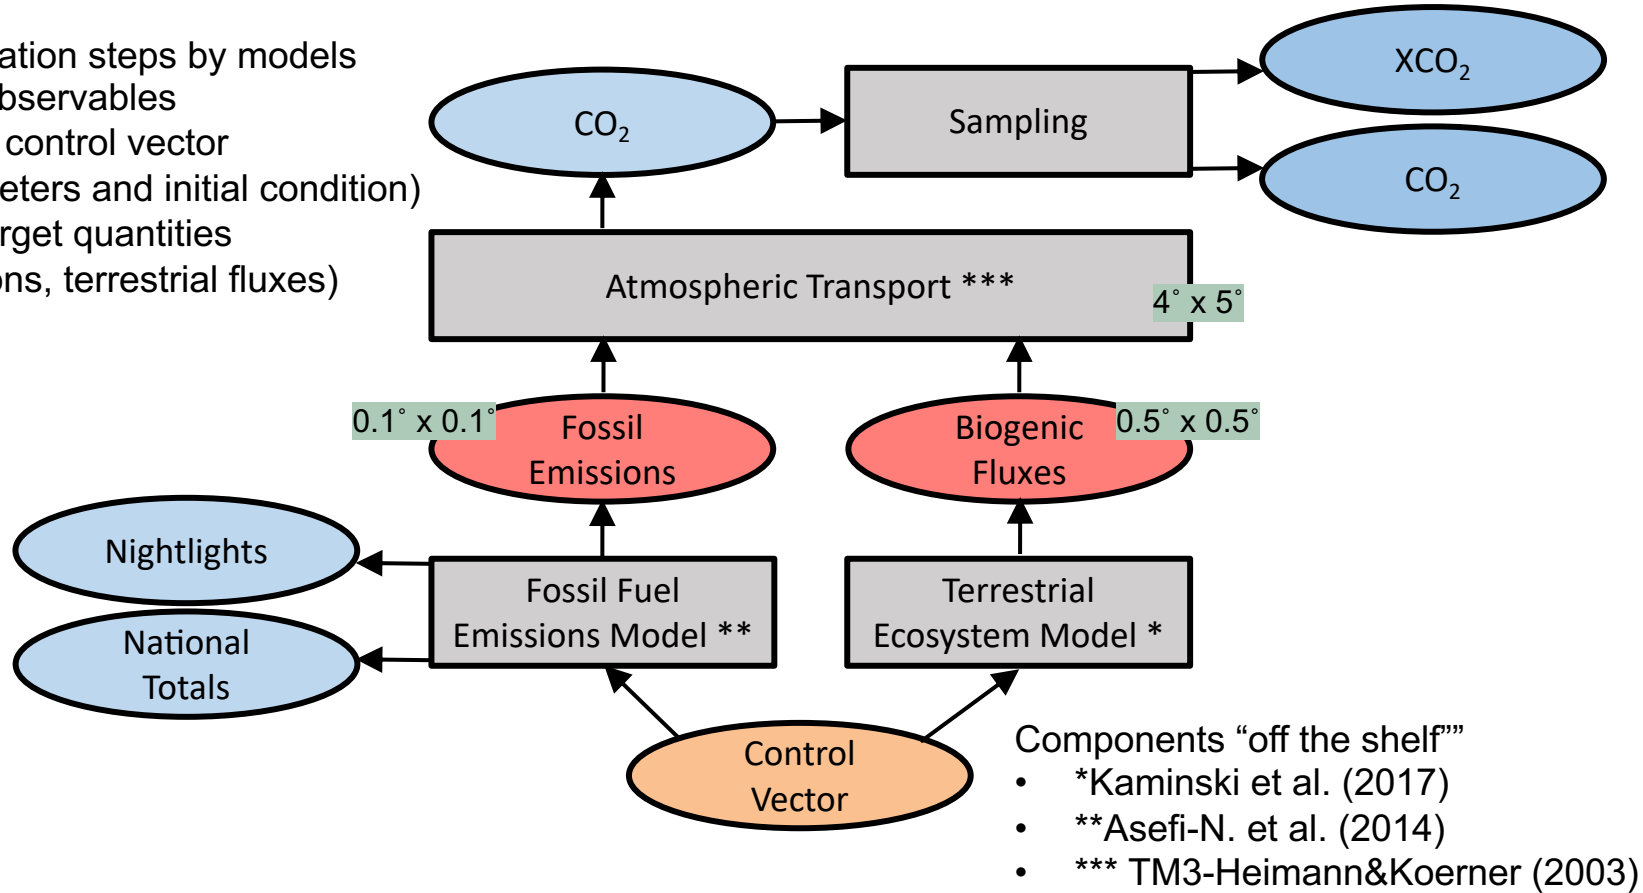 ation steps by models
bservables
control vector
eters and initial condition)
rget quantities
ons, terrestrial fluxes)
CO₂
Sampling
XCO₂
CO₂
Atmospheric Transport ***
4° x 5°
0.1° x 0.1°
Fossil
Emissions
Biogenic
Fluxes
0.5° x 0.5°
Nightlights
National
Totals
Fossil Fuel
Emissions Model **
Terrestrial
Ecosystem Model *
Control
Vector
Components “off the shelf””
• *Kaminski et al. (2017)
• **Asefi-N. et al. (2014)
• *** TM3-Heimann&Koerner (2003)